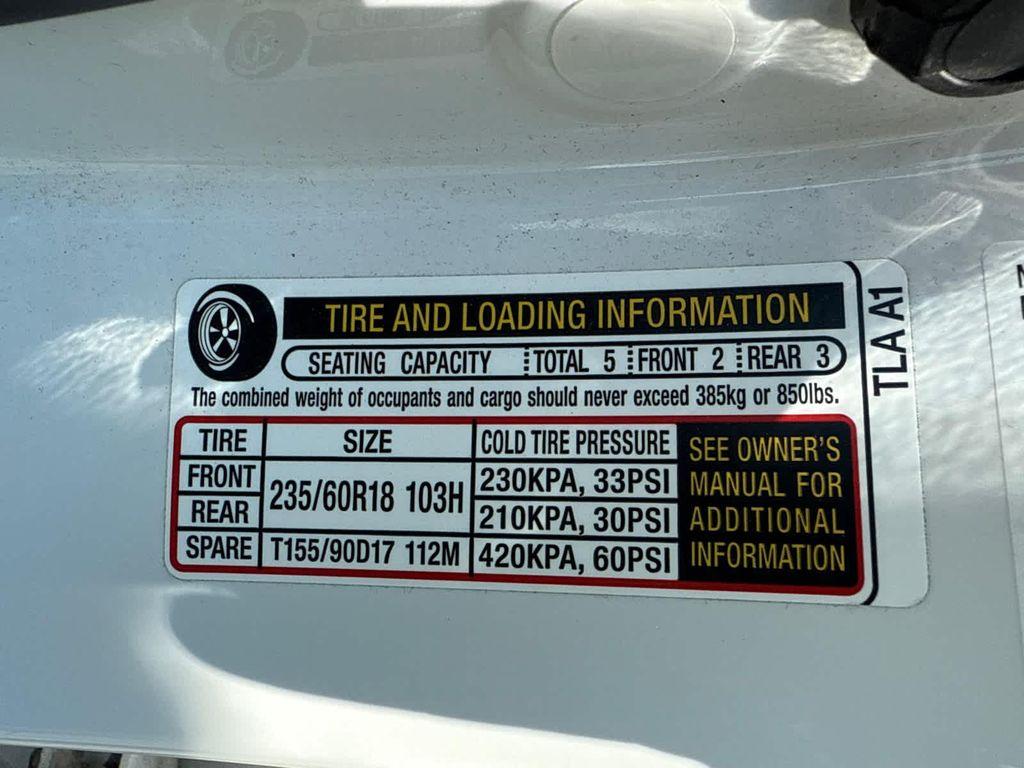 TIRE AND LOADING INFORMATION
SEATING CAPACITY TOTAL 5 FRONT 2 REAR 3
The combined weight of occupants and cargo should never exceed 385kg or 850lbs.
TIRE SIZE COLD TIRE PRESSURE
FRONT 235/60R18 103H 230KPA, 33PSI
REAR 210KPA, 30PSI
SPARE T155/90D17 112M 420KPA, 60PSI
SEE OWNER'S
MANUAL FOR
ADDITIONAL
INFORMATION
TLA A1